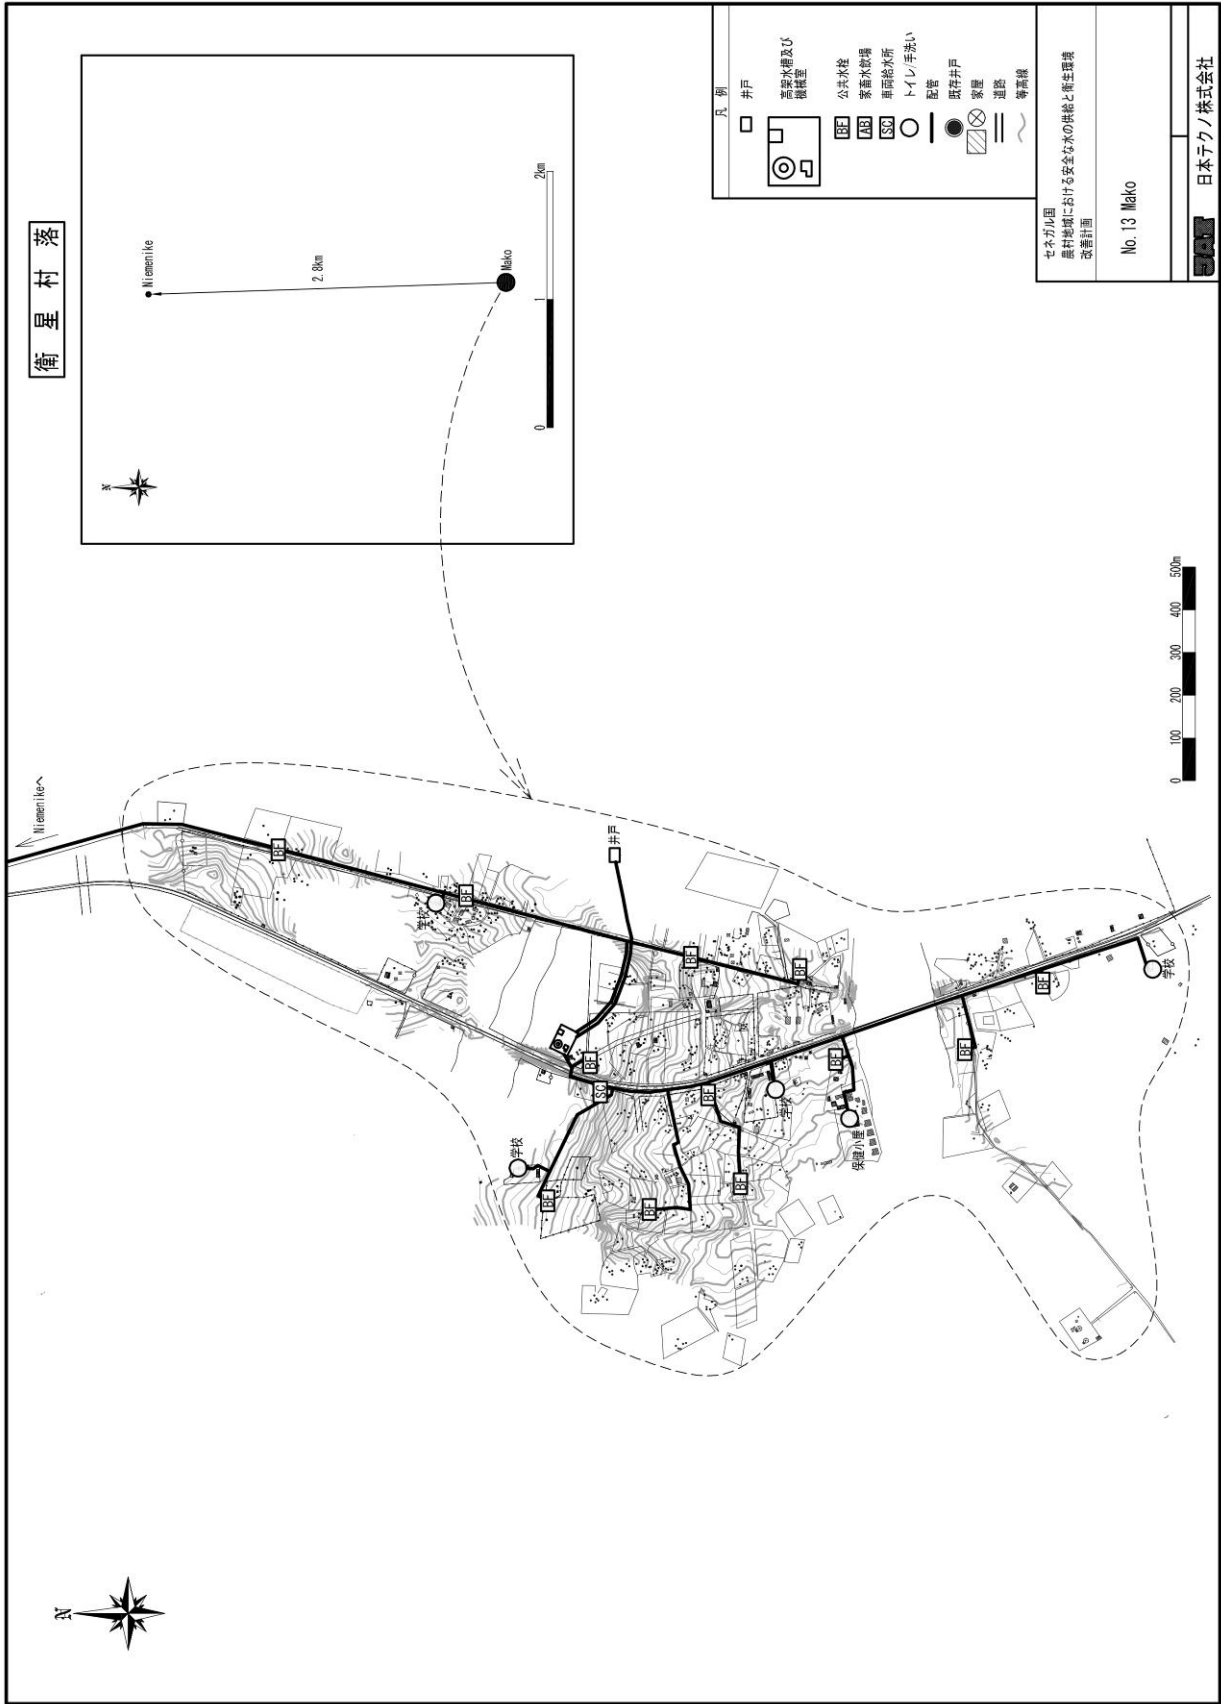 衛星村落
N
Niemenike
2.8km
Mako
0 1 2km
凡例
井戸
高架水槽及び
機械室
BF 公共水栓
AB 家畜水飲場
SC 車両給水所
トイレ/手洗い
配管
既存井戸
家屋
道路
等高線
セネガル国
農村地域における安全な水の供給と衛生環境
改善計画
No.13 Mako
日本テクノ株式会社
N
Niemenikeへ
BF
学校
BF
井戸
BF
BF
BF
SC
学校
BF
BF
BF
BF
学校
BF
保健小屋
BF
BF
学校
0 100 200 300 400 500m